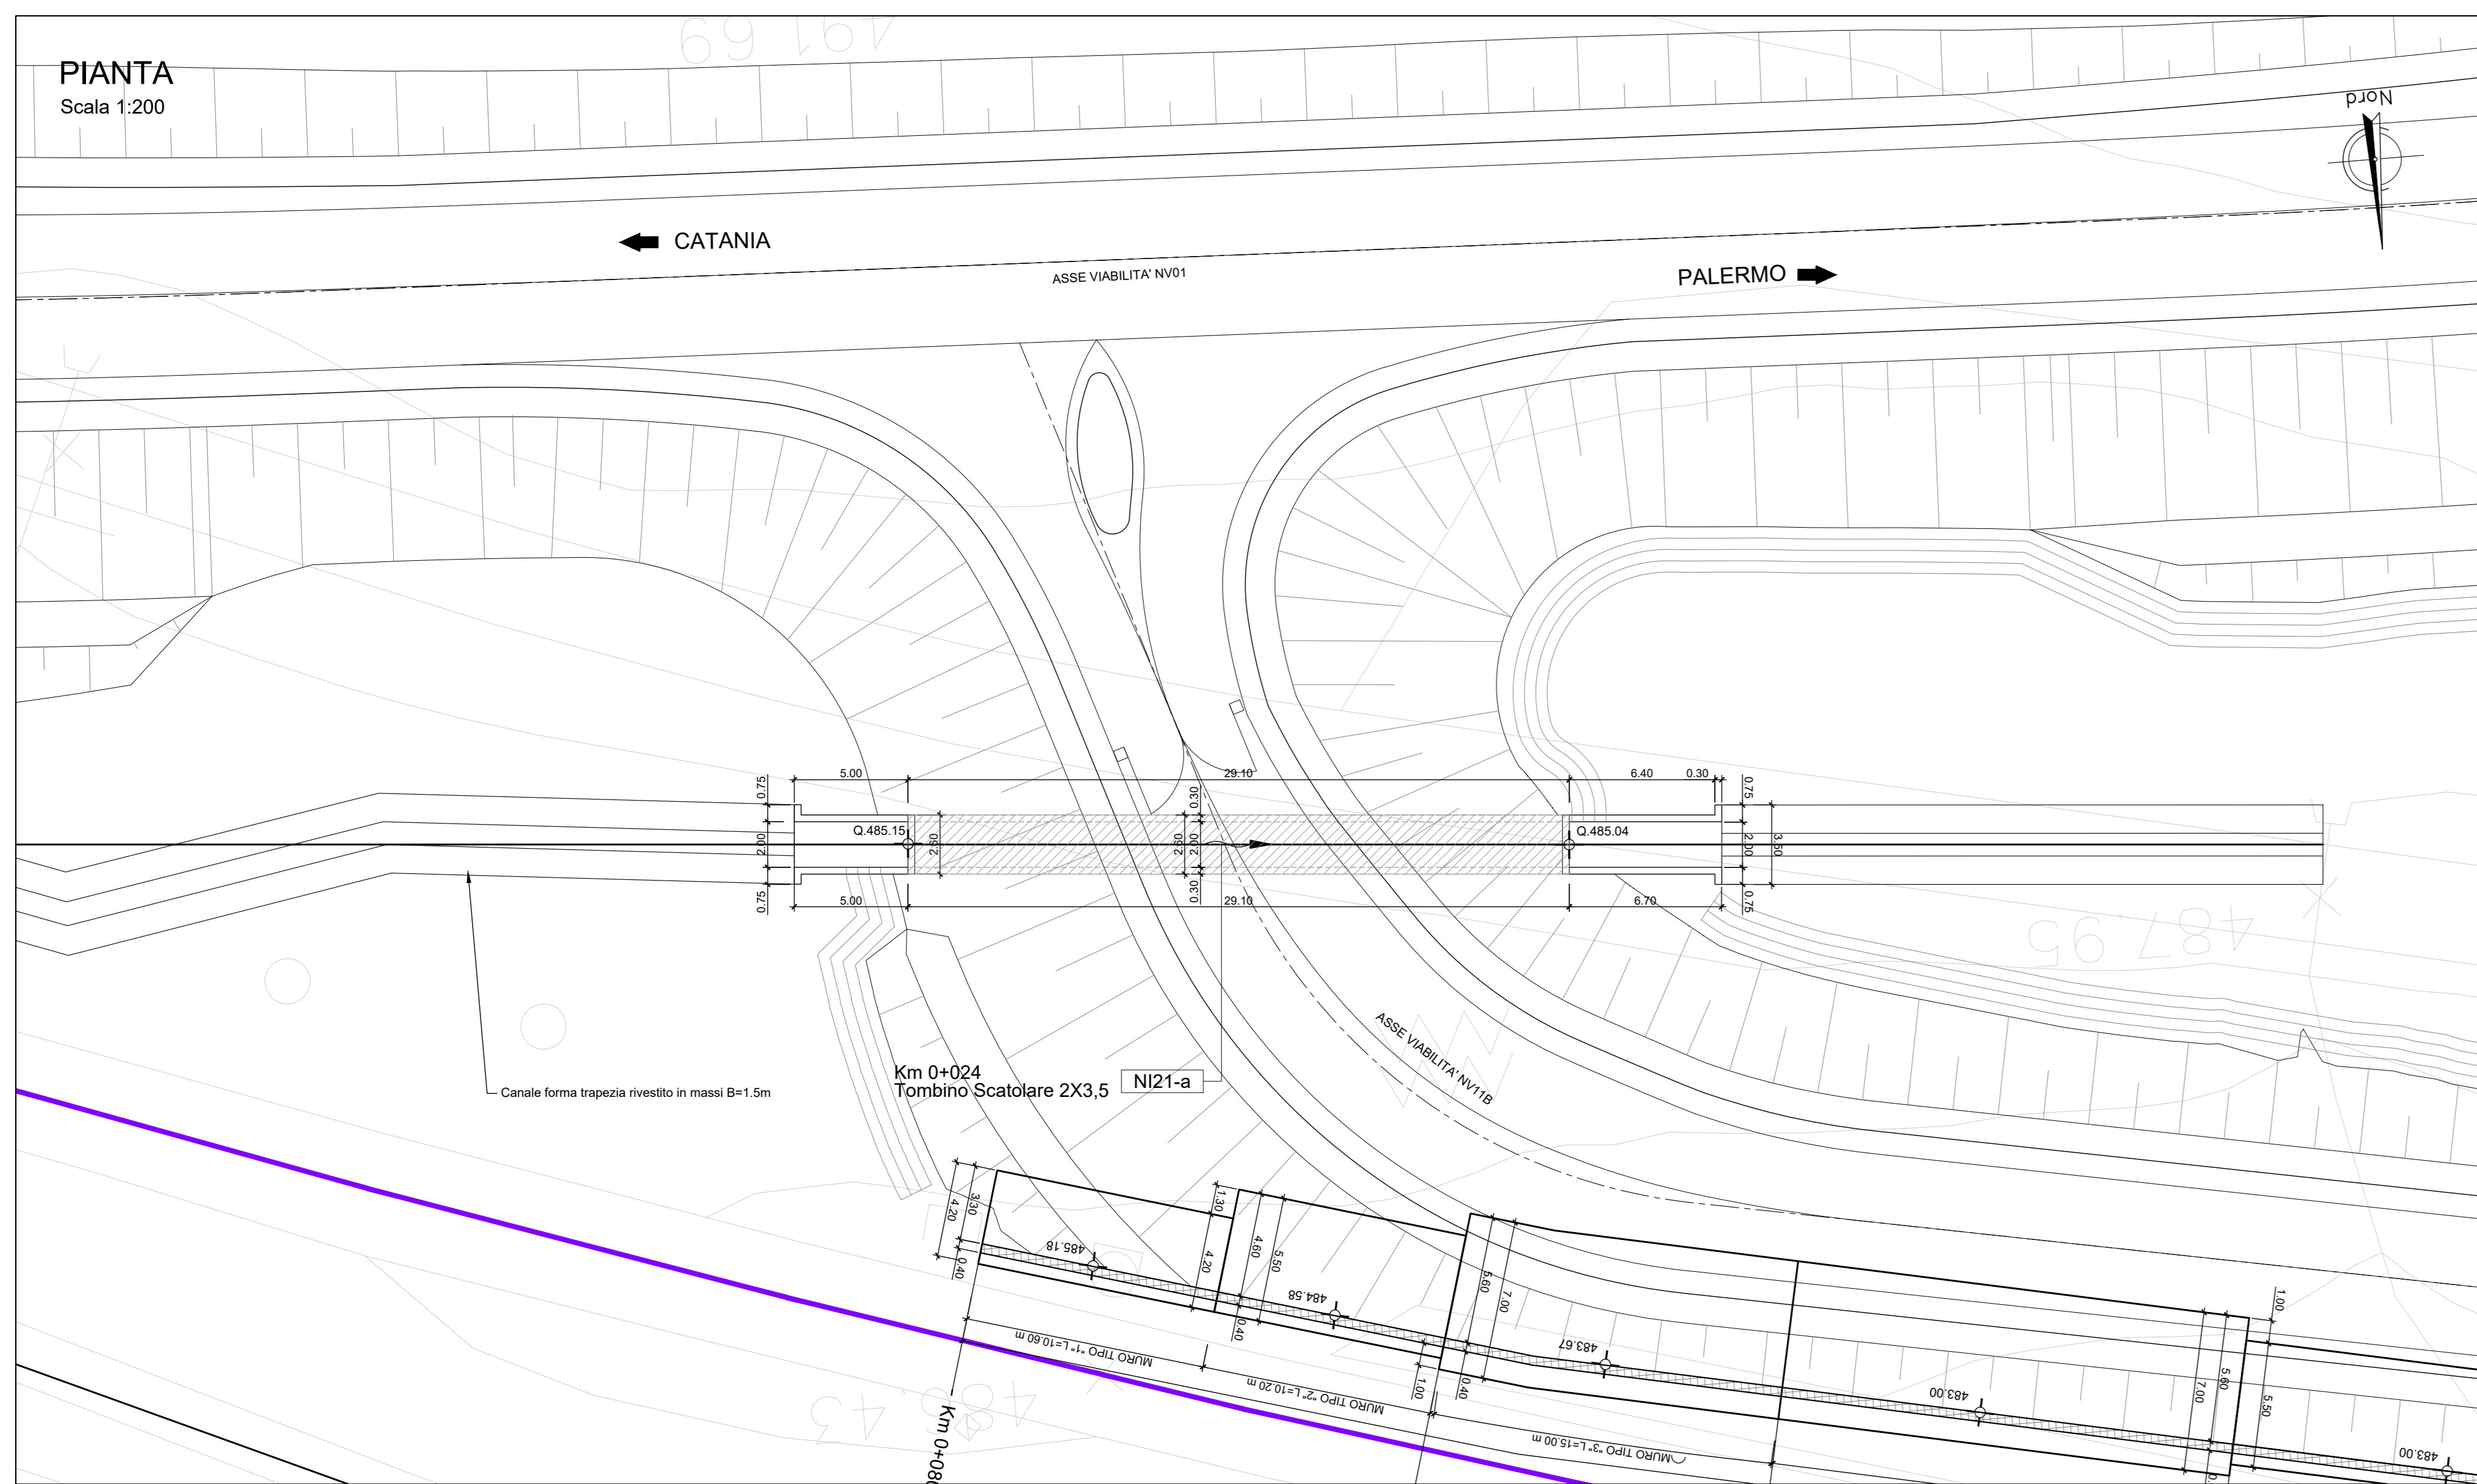 PIANTA
Scala 1:200
Nord
CATANIA
ASSE VIABILITA' NV01
PALERMO
0.75
5.00
29.10
6.40
0.30
0.75
0.30
Q.485.15
Q.485.04
2.00
2.60
2.60
2.00
2.00
3.50
0.30
0.75
5.00
29.10
6.70
0.75
487.95
ASSE VIABILITA' NV11B
Km 0+024
Tombino Scatolare 2X3,5
NI21-a
Canale forma trapezia rivestito in massi B=1.5m
4.20
3.30
0.40
485.18
1.30
4.20
4.60
5.50
0.40
484.58
5.60
7.00
1.00
0.40
483.67
483.00
7.00
5.60
1.00
5.50
483.00
MURO TIPO "1" L=10.60 m
MURO TIPO "2" L=10.20 m
MURO TIPO "3" L=15.00 m